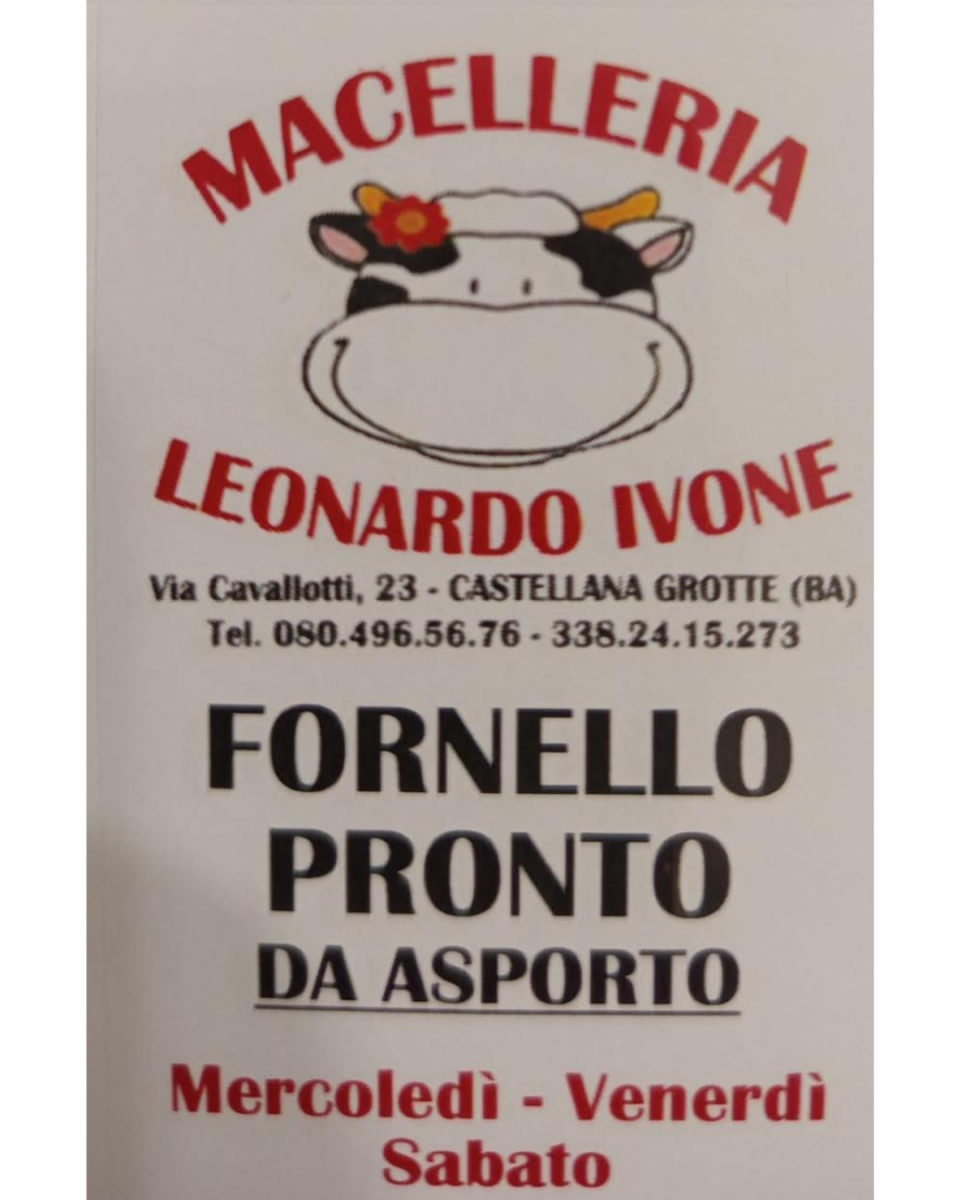 MACELLERIA
LEONARDO IVONE
Via Cavallotti, 23 - CASTELLANA GROTTE (BA)
Tel. 080.496.56.76 - 338.24.15.273
FORNELLO
PRONTO
DA ASPORTO
Mercoledì - Venerdì
Sabato